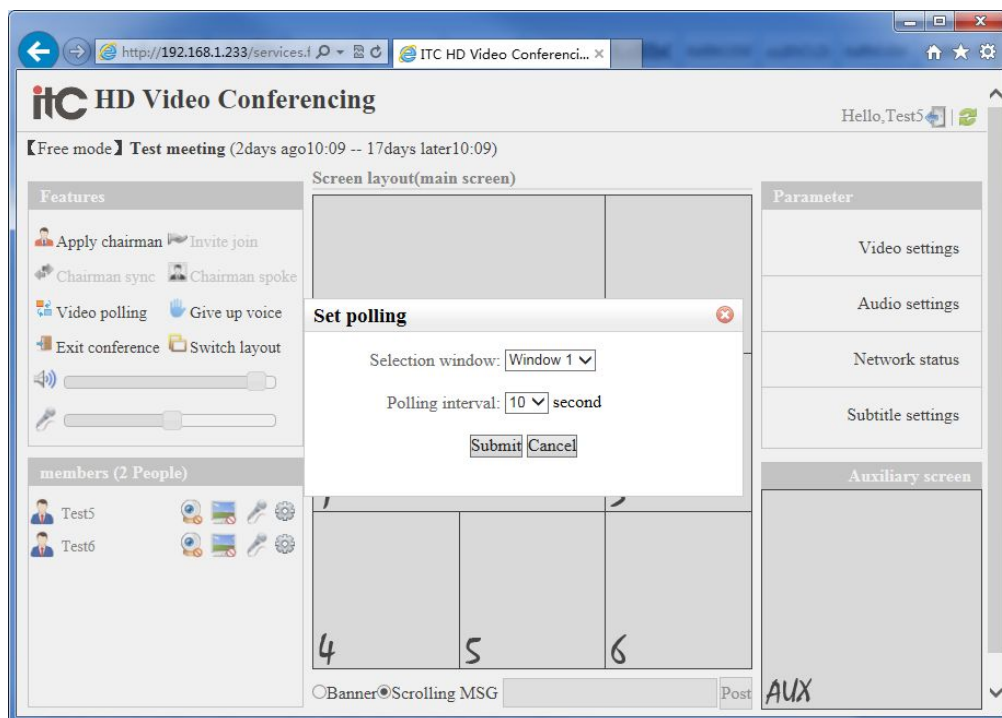 http://192.168.1.233/services.f
ITC HD Video Conferenci...
itC HD Video Conferencing
Hello,Test5 |
【Free mode】 Test meeting (2days ago10:09 -- 17days later10:09)
Features
Apply chairman Invite join
Chairman sync Chairman spoke
Video polling Give up voice
Exit conference Switch layout
members (2 People)
Test5
Test6
Screen layout(main screen)
Set polling
Selection window: Window 1
Polling interval: 10 second
Submit Cancel
4 5 6
Banner Scrolling MSG Post
Parameter
Video settings
Audio settings
Network status
Subtitle settings
Auxiliary screen
AUX